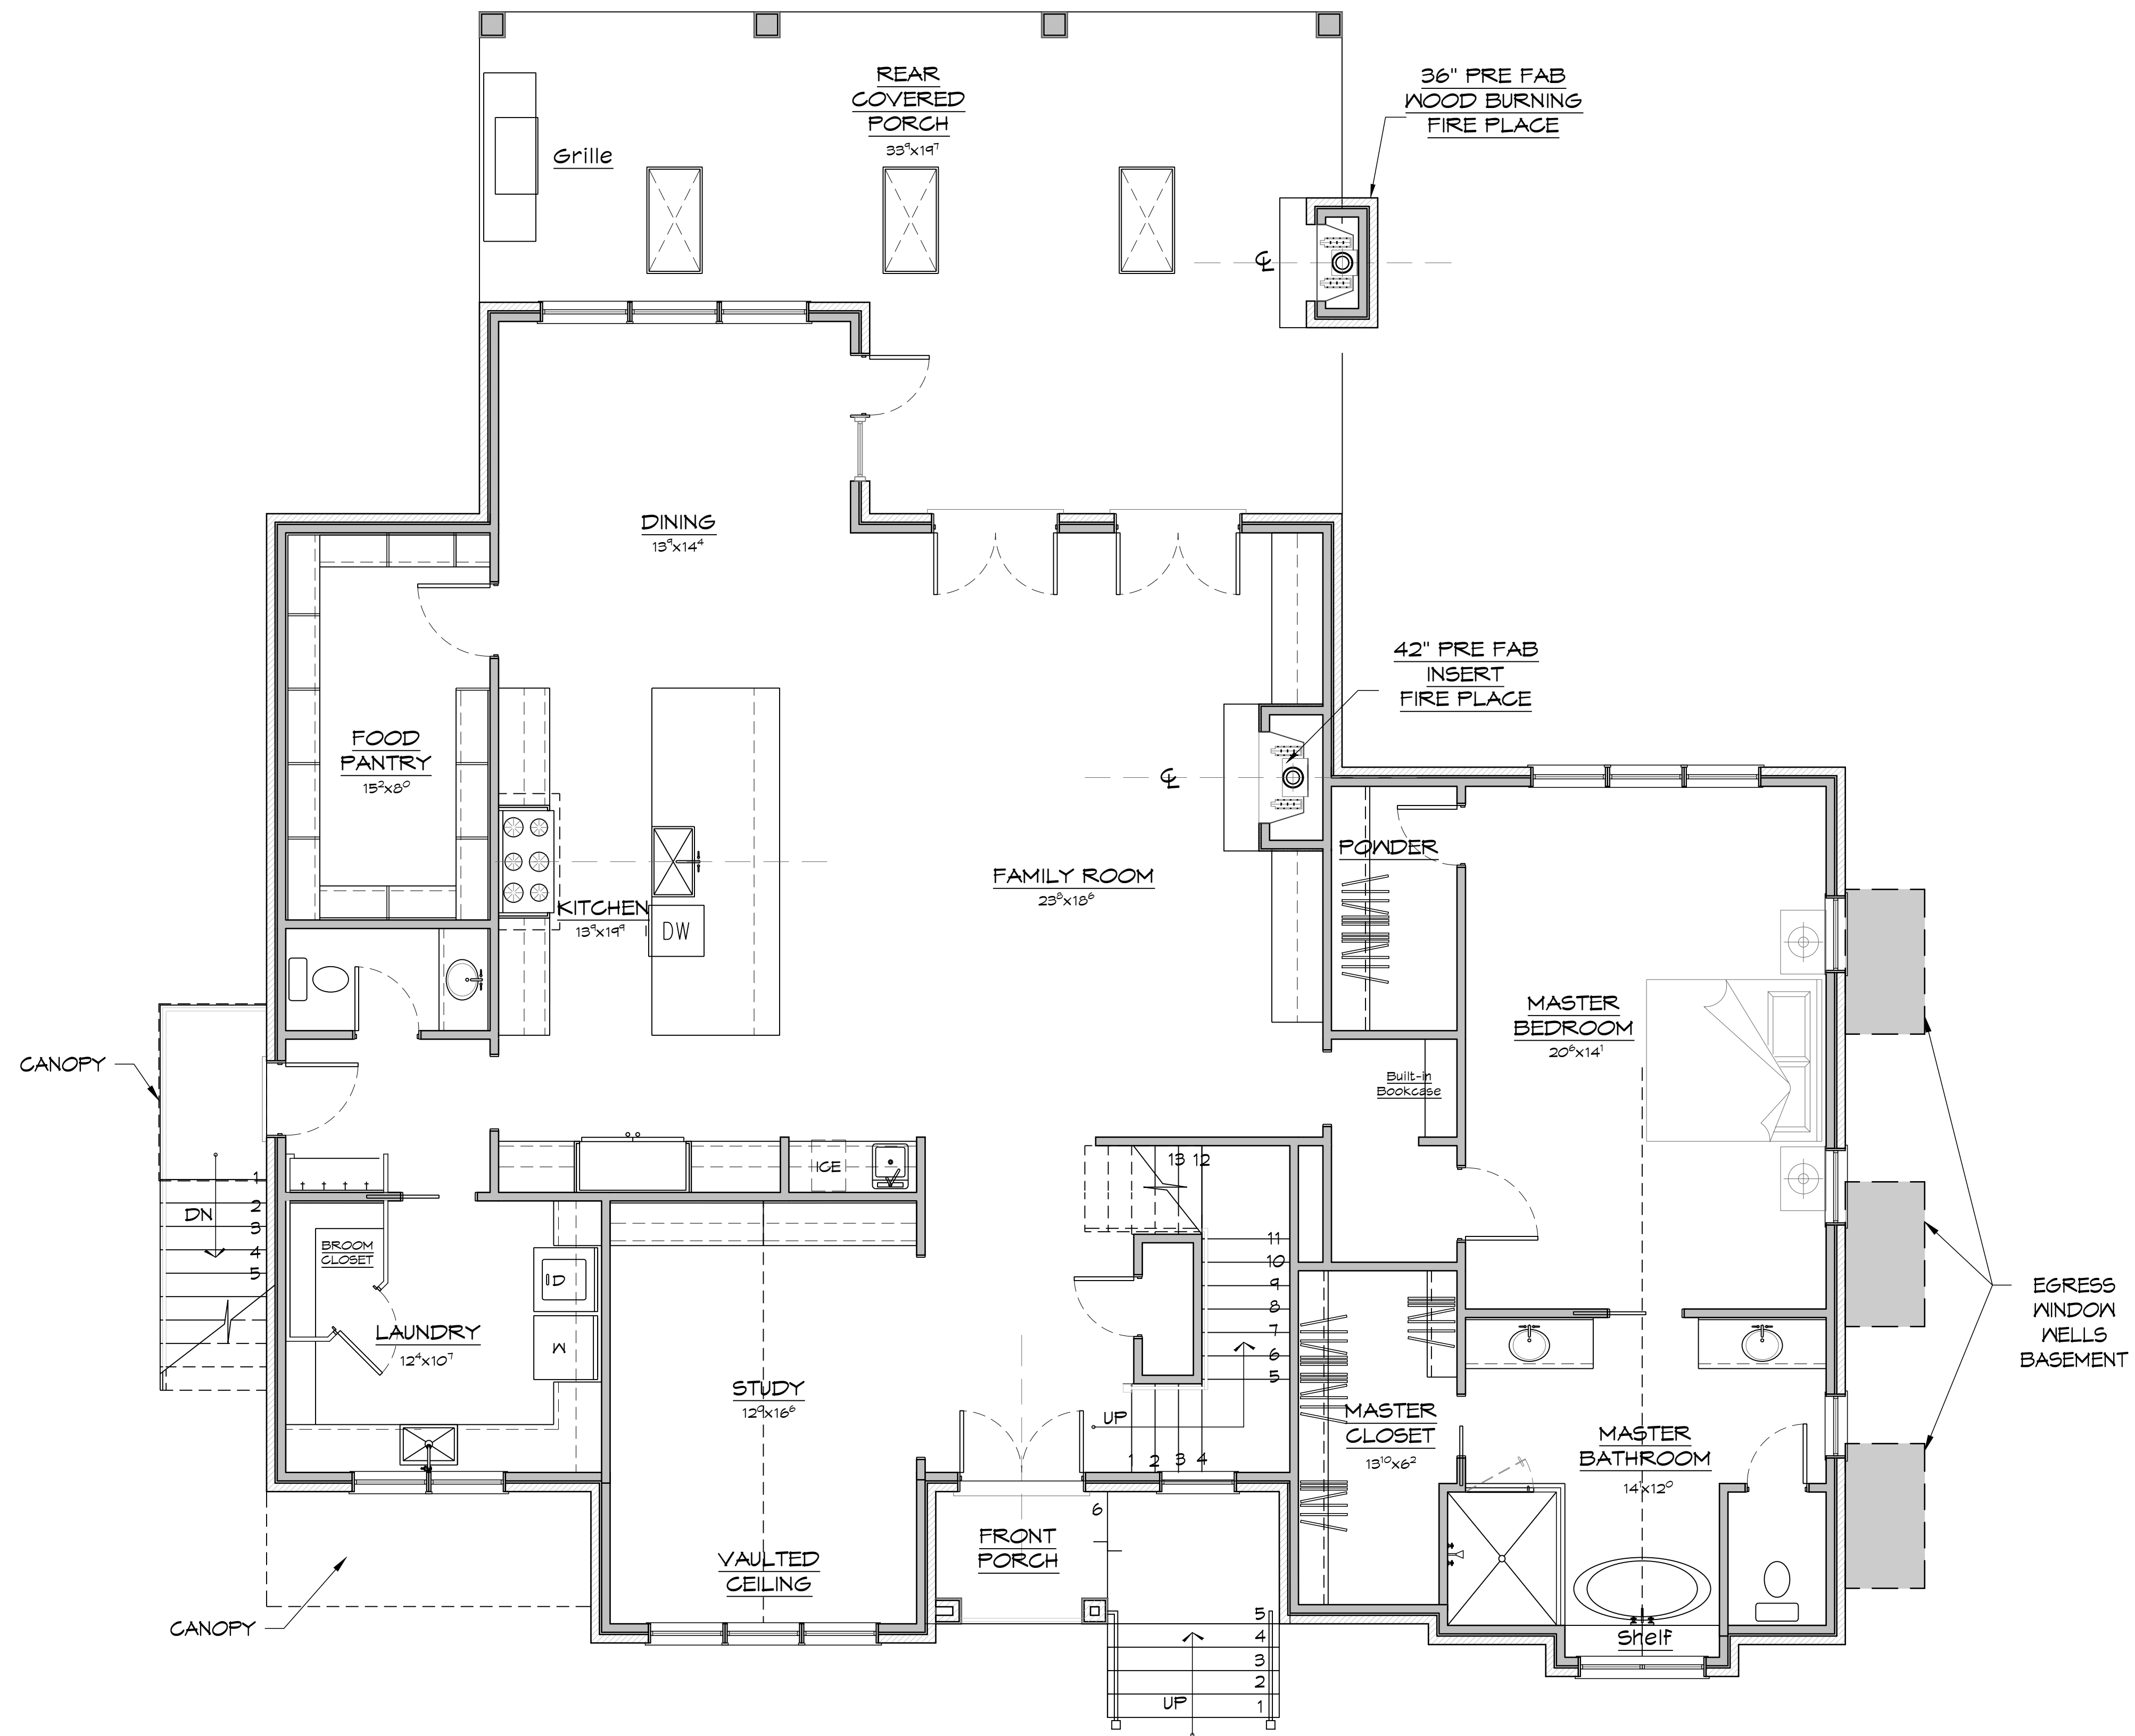 REAR
COVERED
PORCH
33⁹x19⁷
36" PRE FAB
WOOD BURNING
FIRE PLACE
Grille
℄
DINING
13⁹x14⁴
42" PRE FAB
INSERT
FIRE PLACE
℄
FOOD
PANTRY
15²x8⁰
POWDER
FAMILY ROOM
23⁸x18⁶
KITCHEN
13⁹x19⁹
DW
MASTER
BEDROOM
20⁶x14¹
CANOPY
Built-in
Bookcase
ICE
13 12
1
2
3
4
5
DN
BROOM
CLOSET
D
W
LAUNDRY
12⁴x10⁷
11
10
9
8
7
6
5
UP
1 2 3 4
STUDY
12⁹x16⁶
MASTER
CLOSET
13¹⁰x6²
MASTER
BATHROOM
14¹x12⁰
EGRESS
WINDOW
WELLS
BASEMENT
VAULTED
CEILING
FRONT
PORCH
6
CANOPY
Shelf
5
4
3
2
1
UP